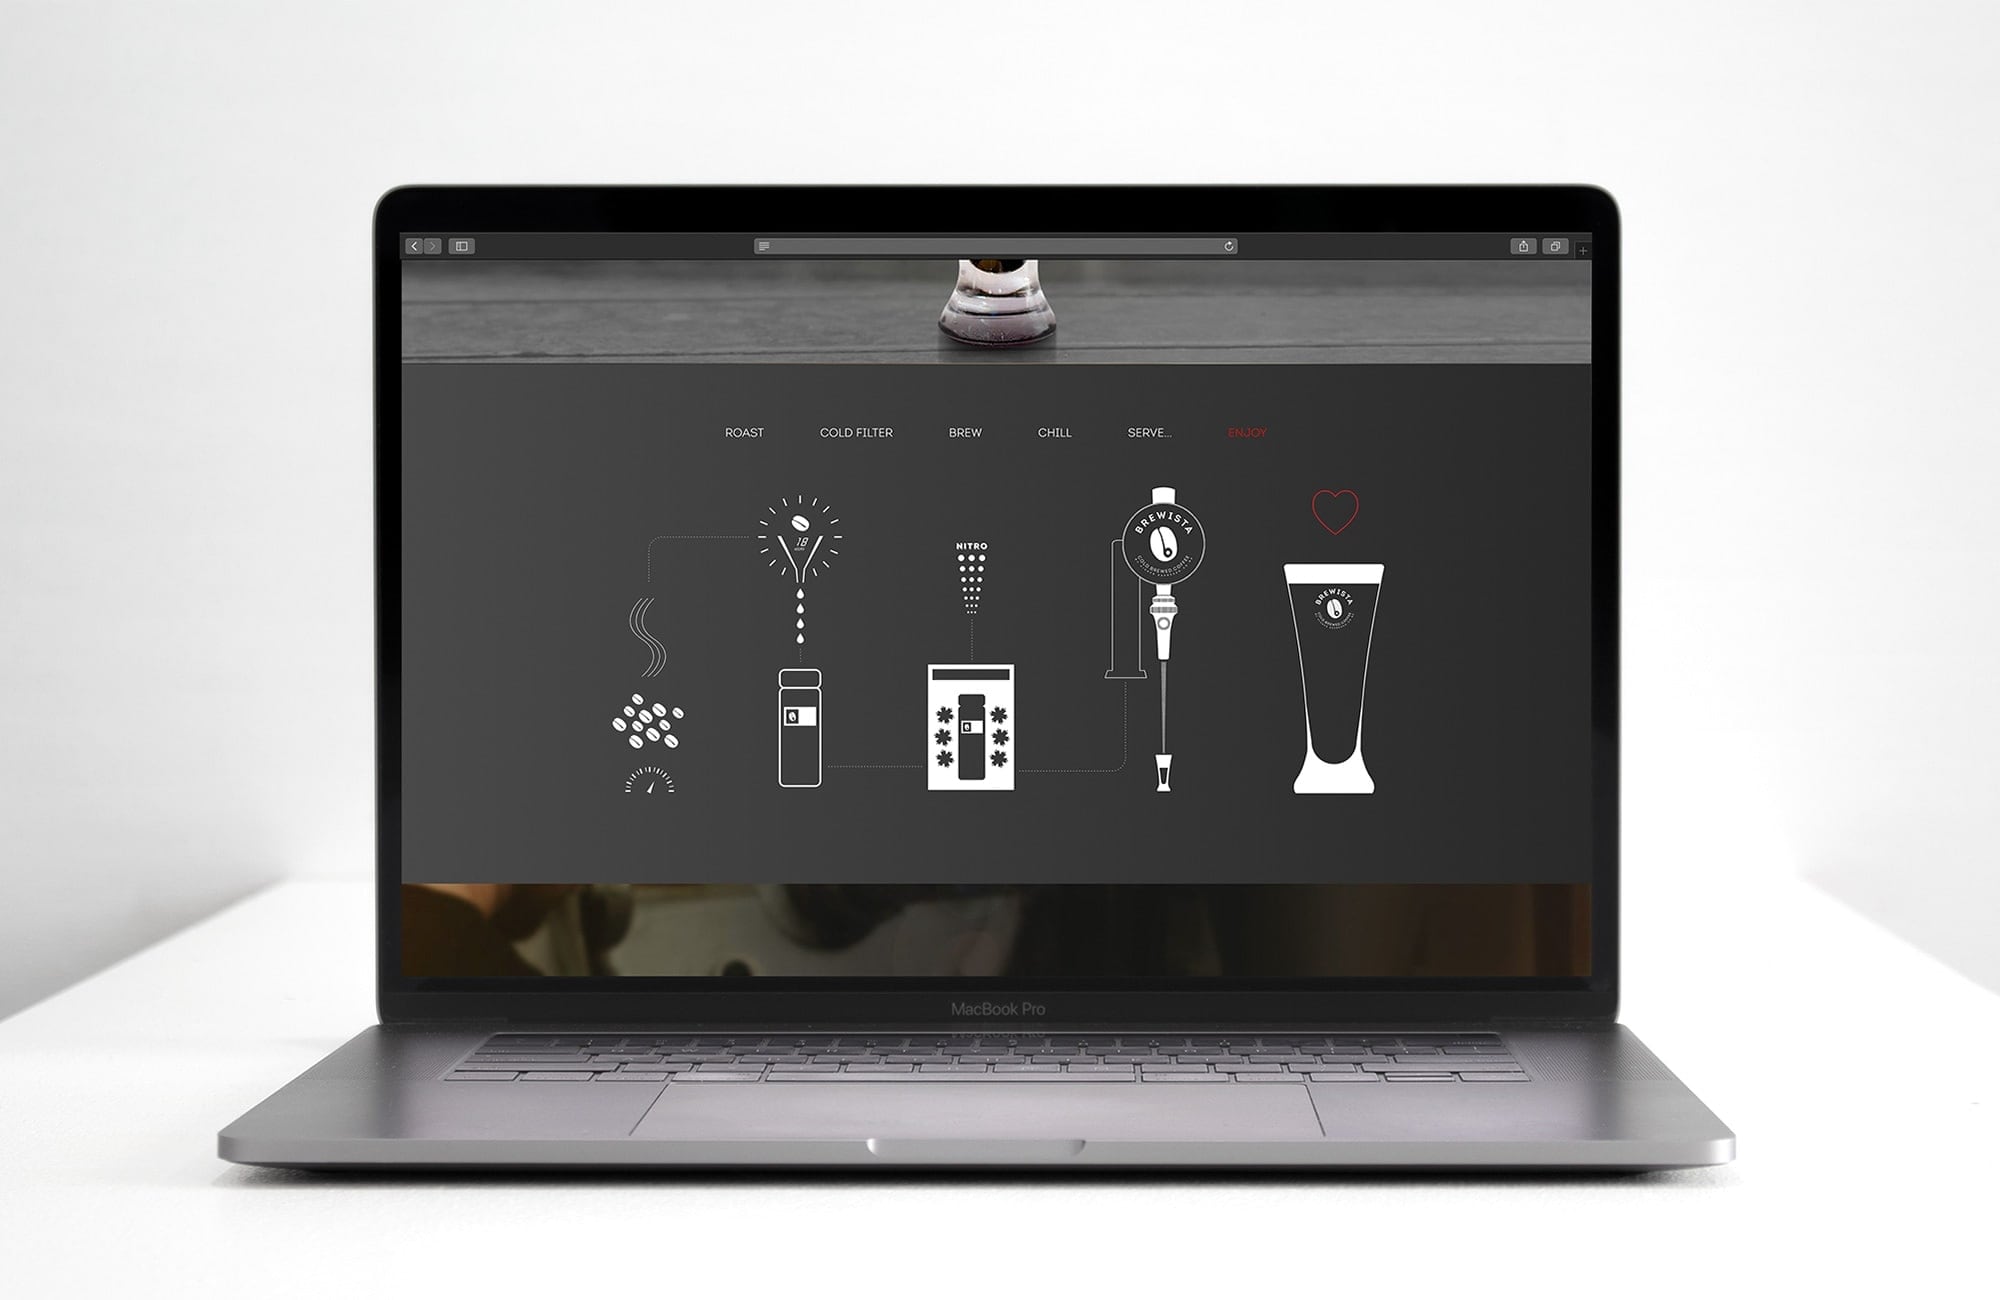 ROAST
COLD FILTER
BREW
CHILL
SERVE...
ENJOY
18
HOURS
NITRO
BREWISTA
COLD BREWED COFFEE
BREWISTA
COLD BREWED COFFEE
MacBook Pro